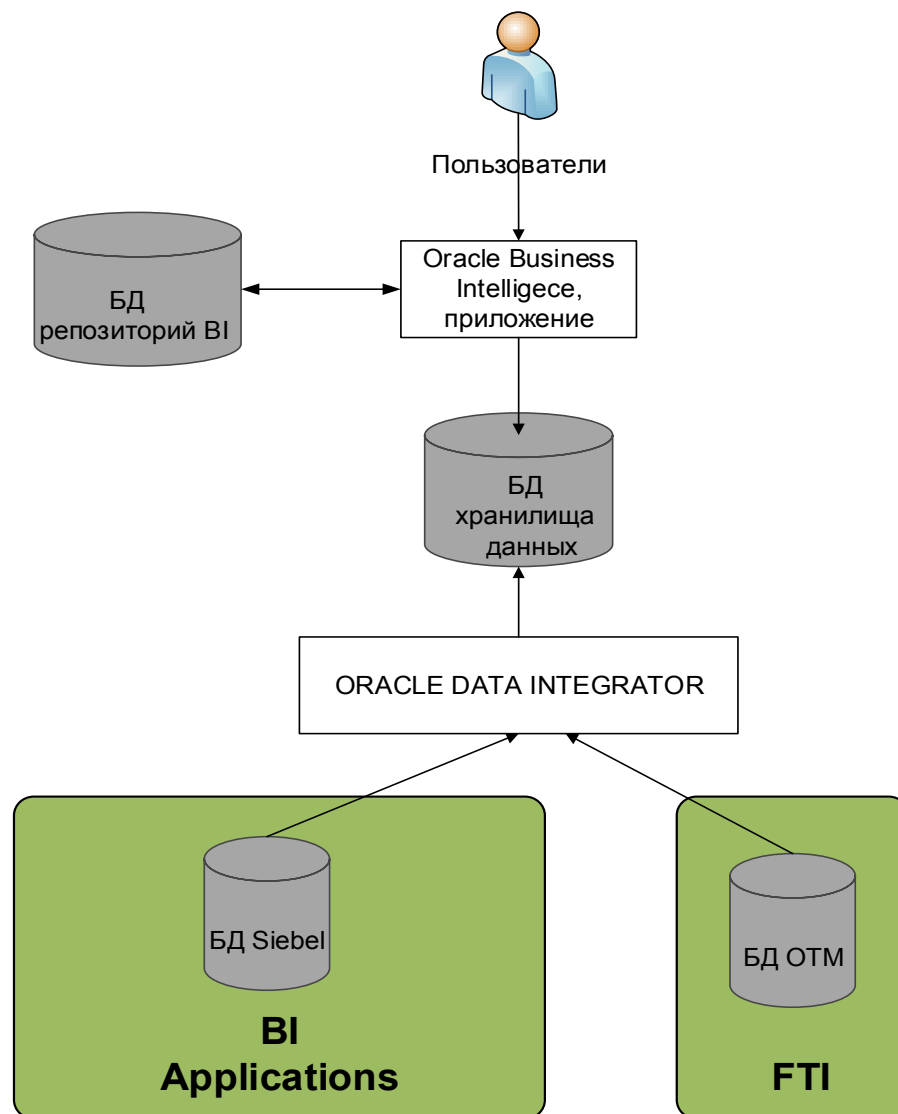 Пользователи
Oracle Business
Intelligece,
приложение
БД
репозиторий BI
БД
хранилища
данных
ORACLE DATA INTEGRATOR
БД Siebel
БД OTM
BI
Applications
FTI